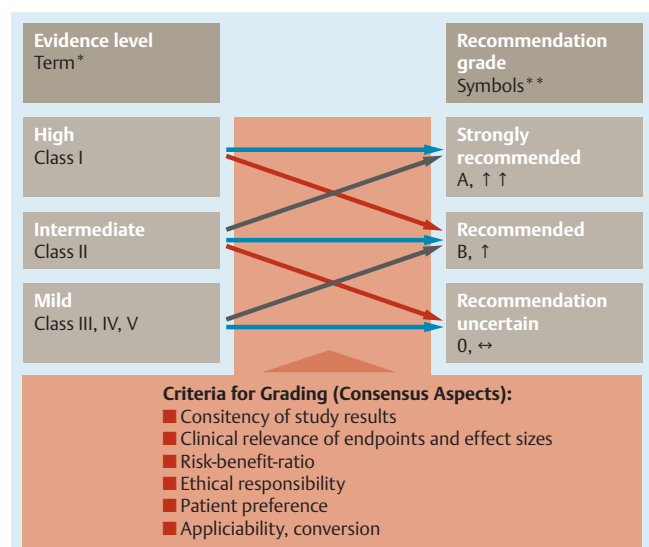 Evidence level
Term*
Recommendation
grade
Symbols**
High
Class I
Strongly
recommended
A, ↑ ↑
Intermediate
Class II
Recommended
B, ↑
Mild
Class III, IV, V
Recommendation
uncertain
0, ↔
Criteria for Grading (Consensus Aspects):
Consitency of study results
Clinical relevance of endpoints and effect sizes
Risk-benefit-ratio
Ethical responsibility
Patient preference
Appliciability, conversion